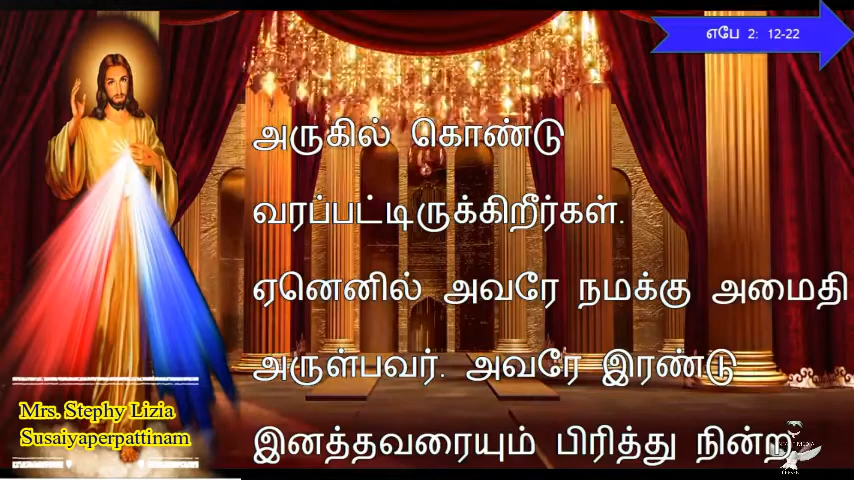 எபே 2: 12-22
அருகில் கொண்டு
வரப்பட்டிருக்கிறீர்கள்.
ஏனெனில் அவரே நமக்கு அமைதி
அருள்பவர். அவரே இரண்டு
இனத்தவரையும் பிரித்து நின்ற
Mrs. Stephy Lizia
Susaiyaperpattinam